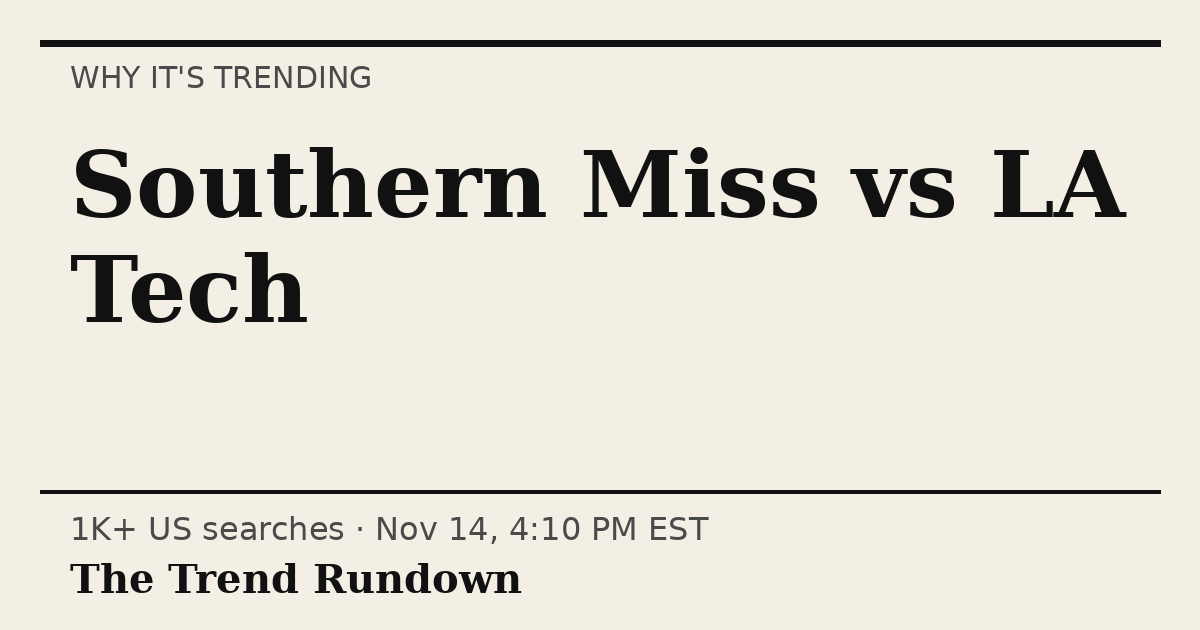 WHY IT'S TRENDING
Southern Miss vs LA
Tech
1K+ US searches · Nov 14, 4:10 PM EST
The Trend Rundown